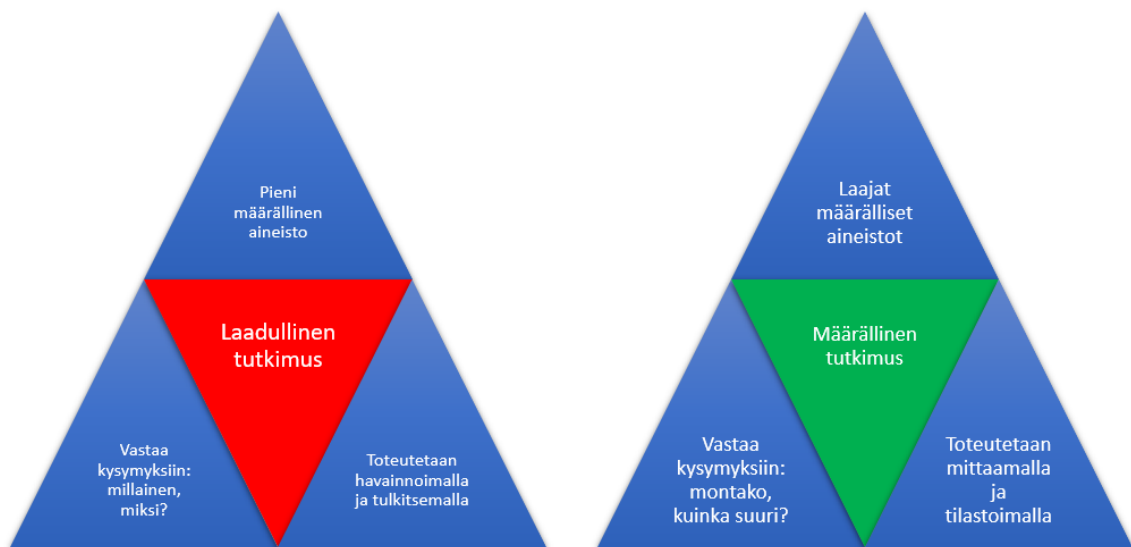 Pieni
määrällinen
aineisto
Laadullinen
tutkimus
Vastaa
kysymyksiin:
millainen,
miksi?
Toteutetaan
havainnoimalla
ja tulkitsemalla
Laajat
määrälliset
aineistot
Määrällinen
tutkimus
Vastaa
kysymyksiin:
montako,
kuinka suuri?
Toteutetaan
mittaamalla
ja
tilastoimalla